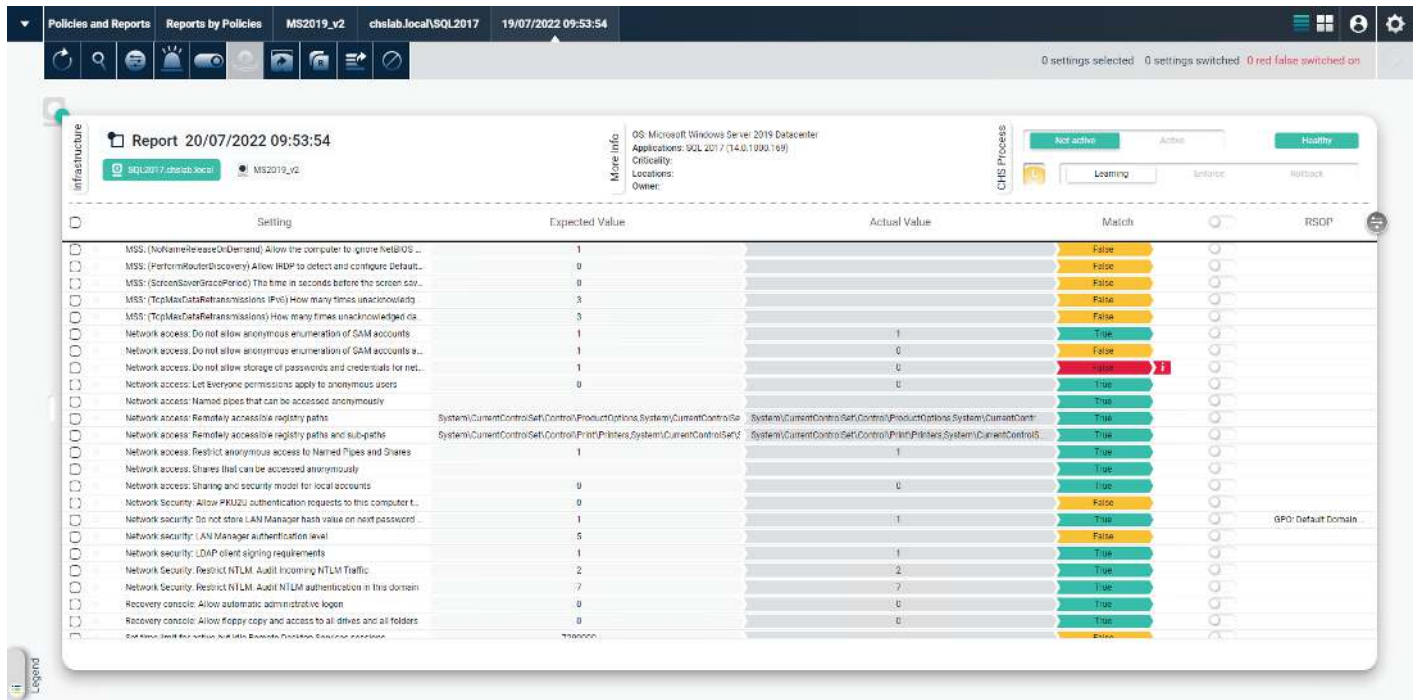 Policies and Reports Reports by Policies MS2019_v2 chslab.local\SQL2017 19/07/2022 09:53:54
0 settings selected 0 settings switched 0 red false switched on
Infrastructure
Report 20/07/2022 09:53:54
SQL2017.chslab.local MS2019_v2
More Info
OS: Microsoft Windows Server 2019 Datacenter
Applications: SQL 2017 (14.0.1000.169)
Criticality:
Locations:
Owner:
CHS Process
Not active Active Healthy
Learning Enforce Rollback
Setting Expected Value Actual Value Match RSOP
MSS: (NoNameReleaseOnDemand) Allow the computer to ignore NetBIOS ... 1 False
MSS: (PerformRouterDiscovery) Allow IRDP to detect and configure Default... 0 False
MSS: (ScreenSaverGracePeriod) The time in seconds before the screen sav... 0 False
MSS: (TcpMaxDataRetransmissions IPv6) How many times unacknowledg... 3 False
MSS: (TcpMaxDataRetransmissions) How many times unacknowledged da... 3 False
Network access: Do not allow anonymous enumeration of SAM accounts 1 1 True
Network access: Do not allow anonymous enumeration of SAM accounts a... 1 0 False
Network access: Do not allow storage of passwords and credentials for net... 1 0 False
Network access: Let Everyone permissions apply to anonymous users 0 0 True
Network access: Named pipes that can be accessed anonymously True
Network access: Remotely accessible registry paths System\CurrentControlSet\Control\ProductOptions,System\CurrentControlSe System\CurrentControlSet\Control\ProductOptions,System\CurrentContr True
Network access: Remotely accessible registry paths and sub-paths System\CurrentControlSet\Control\Print\Printers,System\CurrentControlSet\S System\CurrentControlSet\Control\Print\Printers,System\CurrentControlS... True
Network access: Restrict anonymous access to Named Pipes and Shares 1 1 True
Network access: Shares that can be accessed anonymously True
Network access: Sharing and security model for local accounts 0 0 True
Network Security: Allow PKU2U authentication requests to this computer t... 0 False
Network security: Do not store LAN Manager hash value on next password ... 1 1 True GPO: Default Domain...
Network security: LAN Manager authentication level 5 False
Network security: LDAP client signing requirements 1 1 True
Network Security: Restrict NTLM: Audit Incoming NTLM Traffic 2 2 True
Network Security: Restrict NTLM: Audit NTLM authentication in this domain 7 7 True
Recovery console: Allow automatic administrative logon 0 0 True
Recovery console: Allow floppy copy and access to all drives and all folders 0 0 True
Set time limit for active but idle Remote Desktop Services sessions 7200000 False
Legend